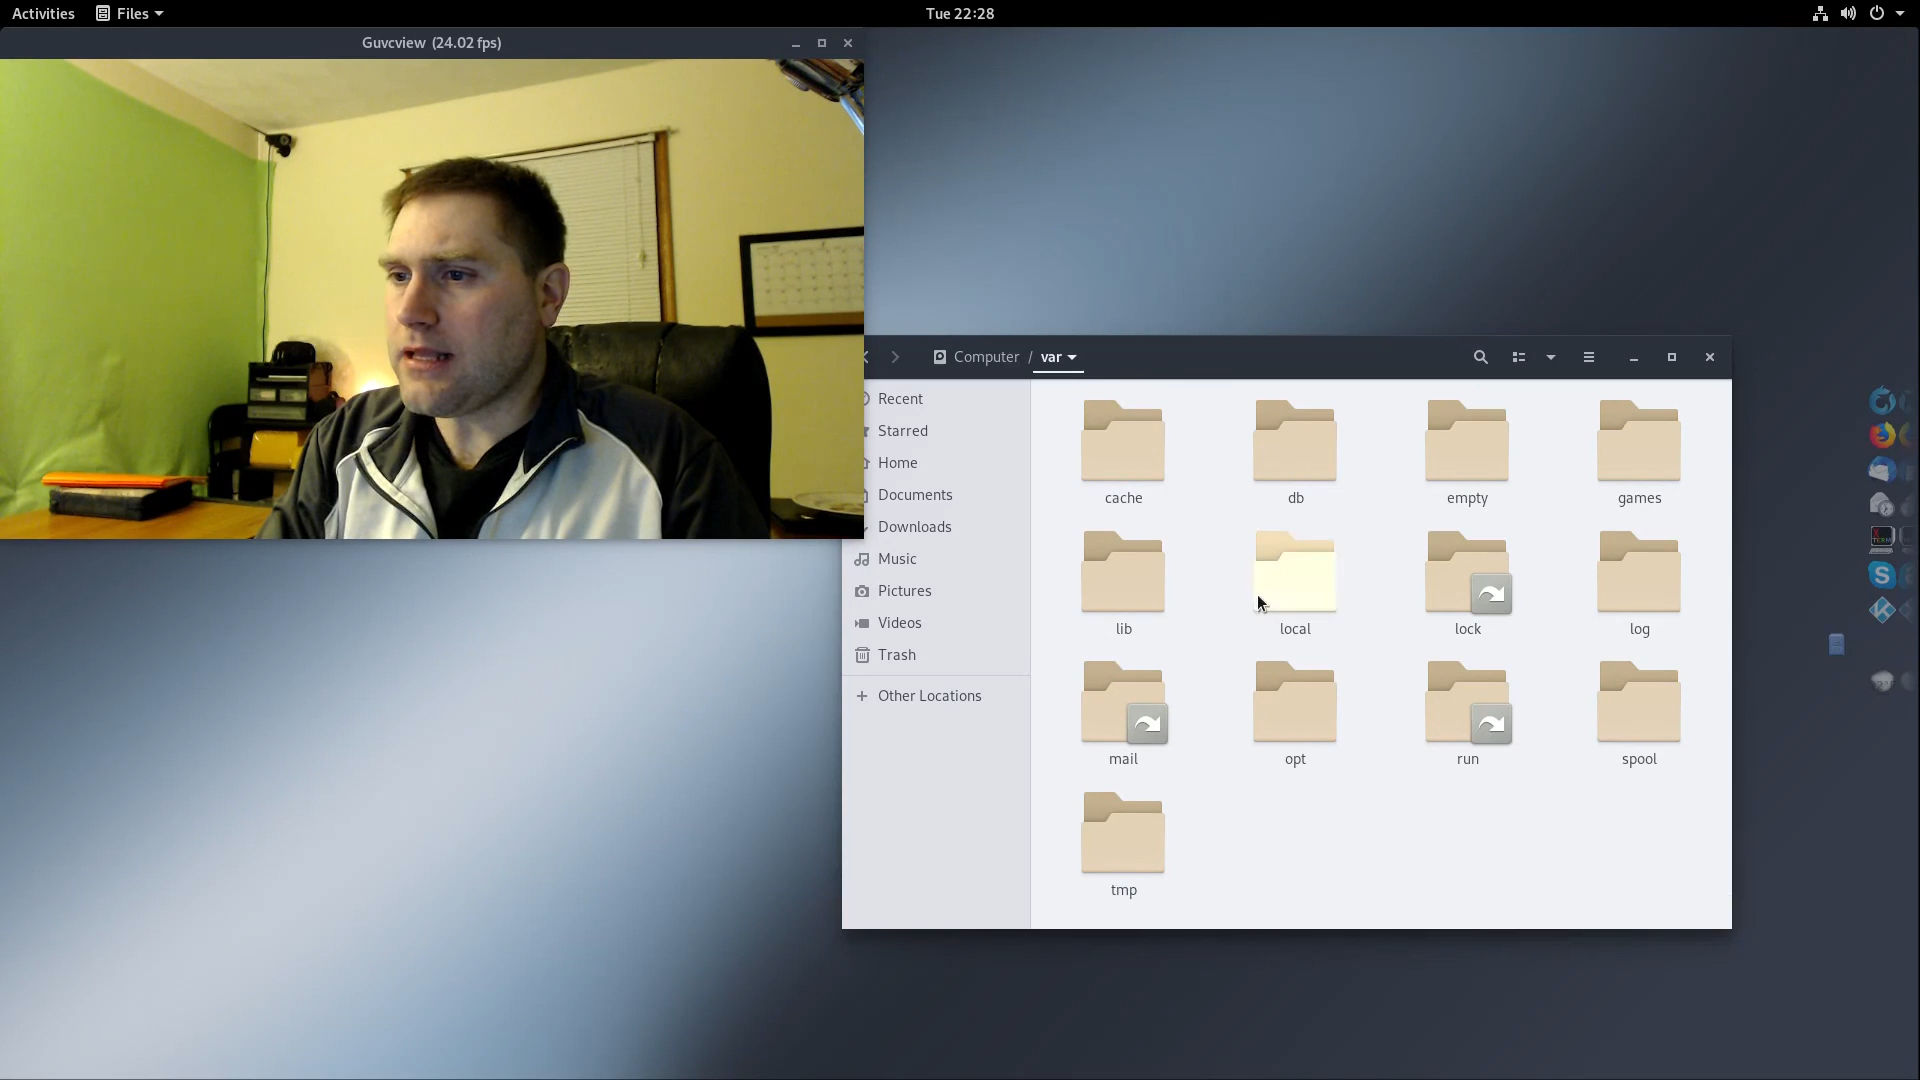 Activities Files Tue 22:28
Guvcview (24.02 fps)
Computer / var
Recent
Starred
Home
Documents
Downloads
Music
Pictures
Videos
Trash
Other Locations
cache db empty games
lib local lock log
mail opt run spool
tmp